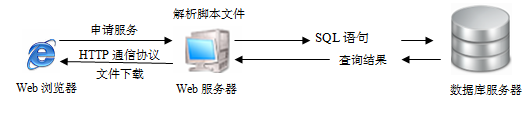 解析脚本文件
申请服务
SQL 语句
HTTP 通信协议
查询结果
文件下载
Web 浏览器
Web 服务器
数据库服务器